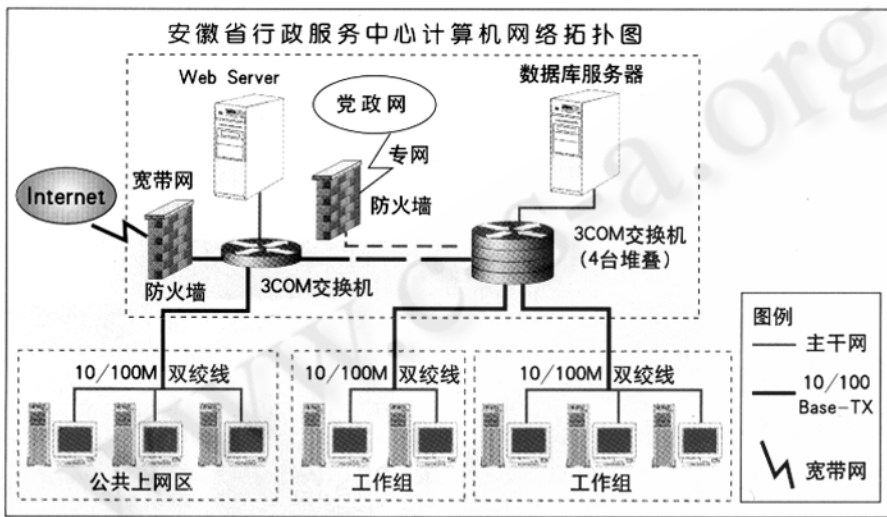 安徽省行政服务中心计算机网络拓扑图
Web Server
党政网
数据库服务器
专网
Internet
宽带网
防火墙
防火墙
3COM交换机
3COM交换机
(4台堆叠)
10/100M 双绞线
10/100M 双绞线
10/100M 双绞线
公共上网区
工作组
工作组
图例
主干网
10/100
Base-TX
宽带网
www.c-s-a.org